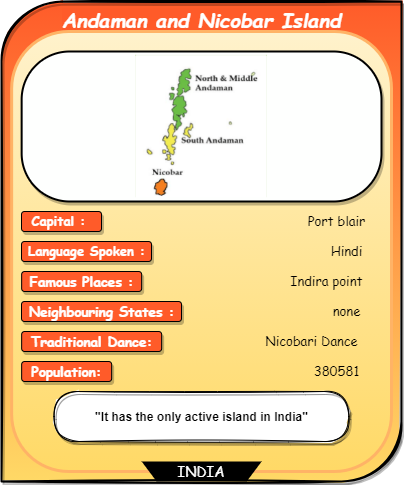 Andaman and Nicobar Island
North & Middle
Andaman
South Andaman
Nicobar
Capital : Port blair
Language Spoken : Hindi
Famous Places : Indira point
Neighbouring States : none
Traditional Dance: Nicobari Dance
Population: 380581
"It has the only active island in India"
INDIA